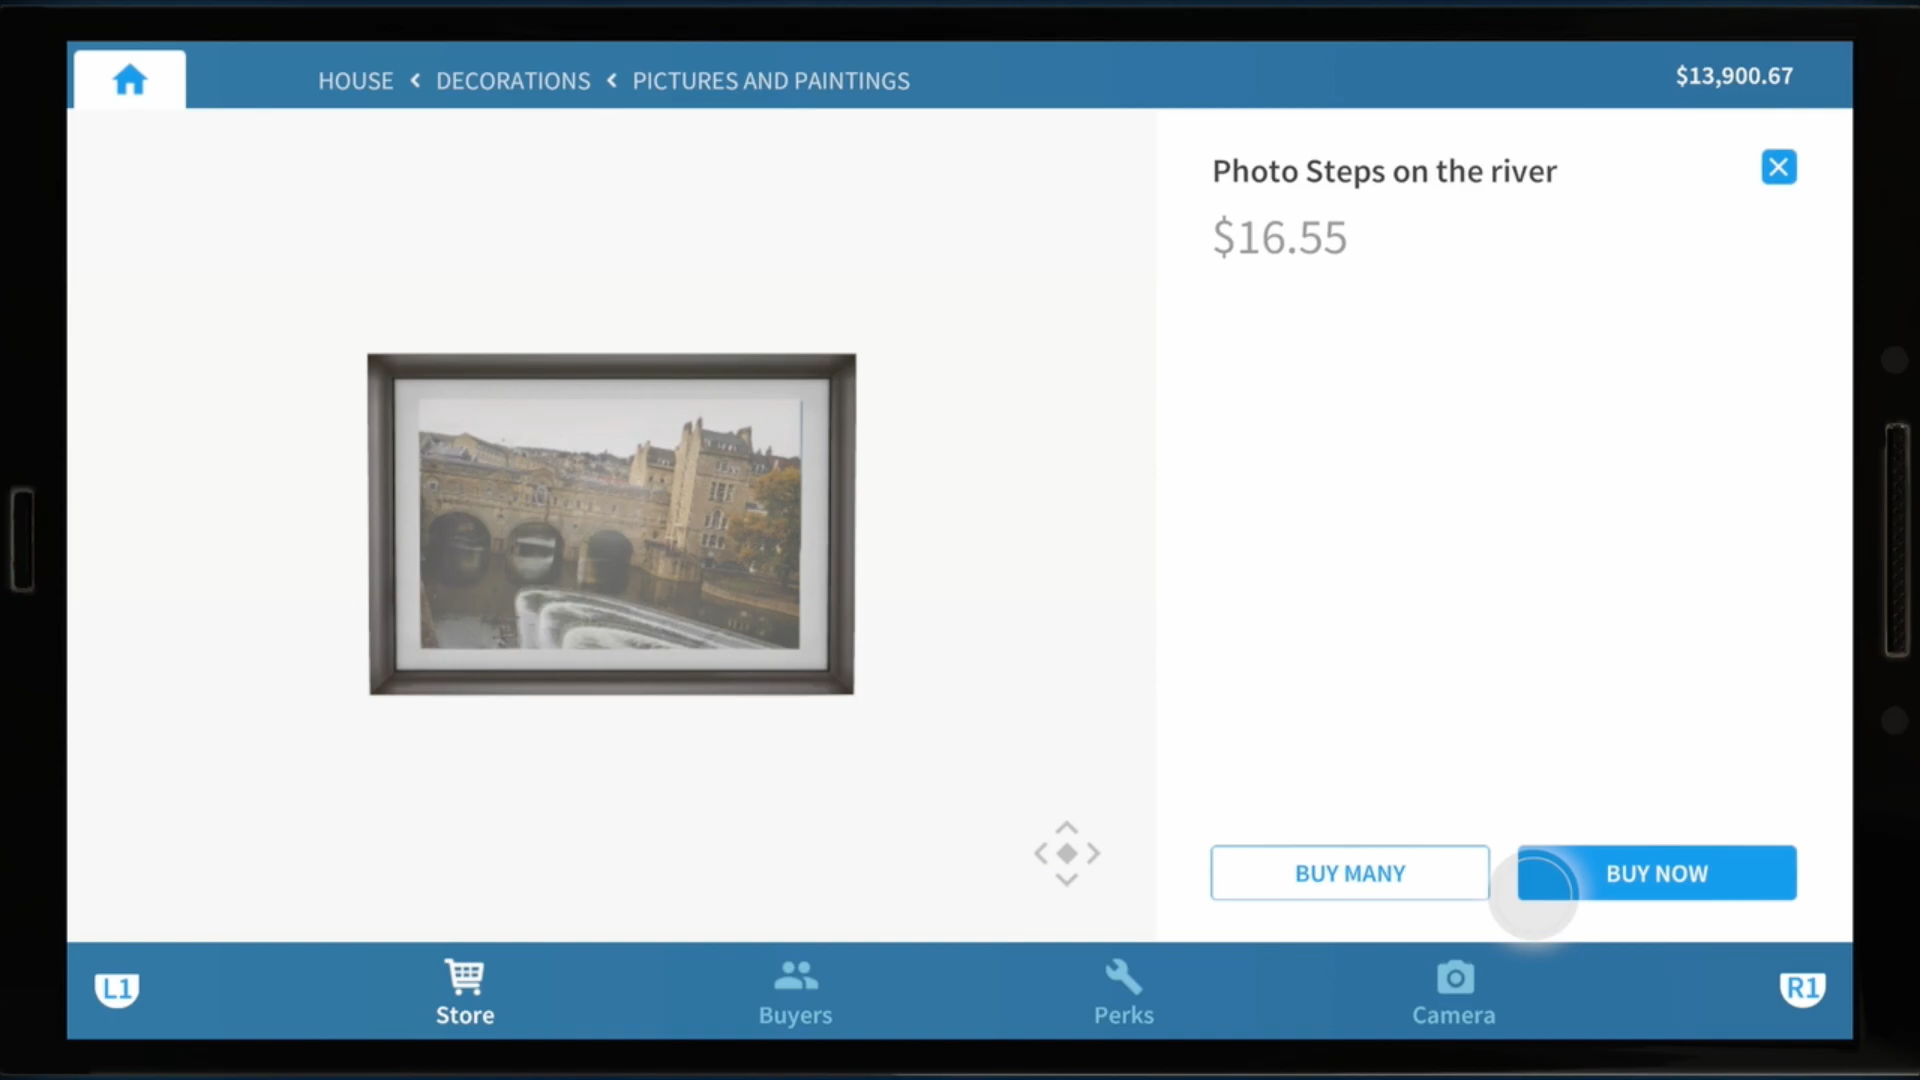 HOUSE < DECORATIONS < PICTURES AND PAINTINGS
$13,900.67
Photo Steps on the river
$16.55
BUY MANY
BUY NOW
L1
Store
Buyers
Perks
Camera
R1